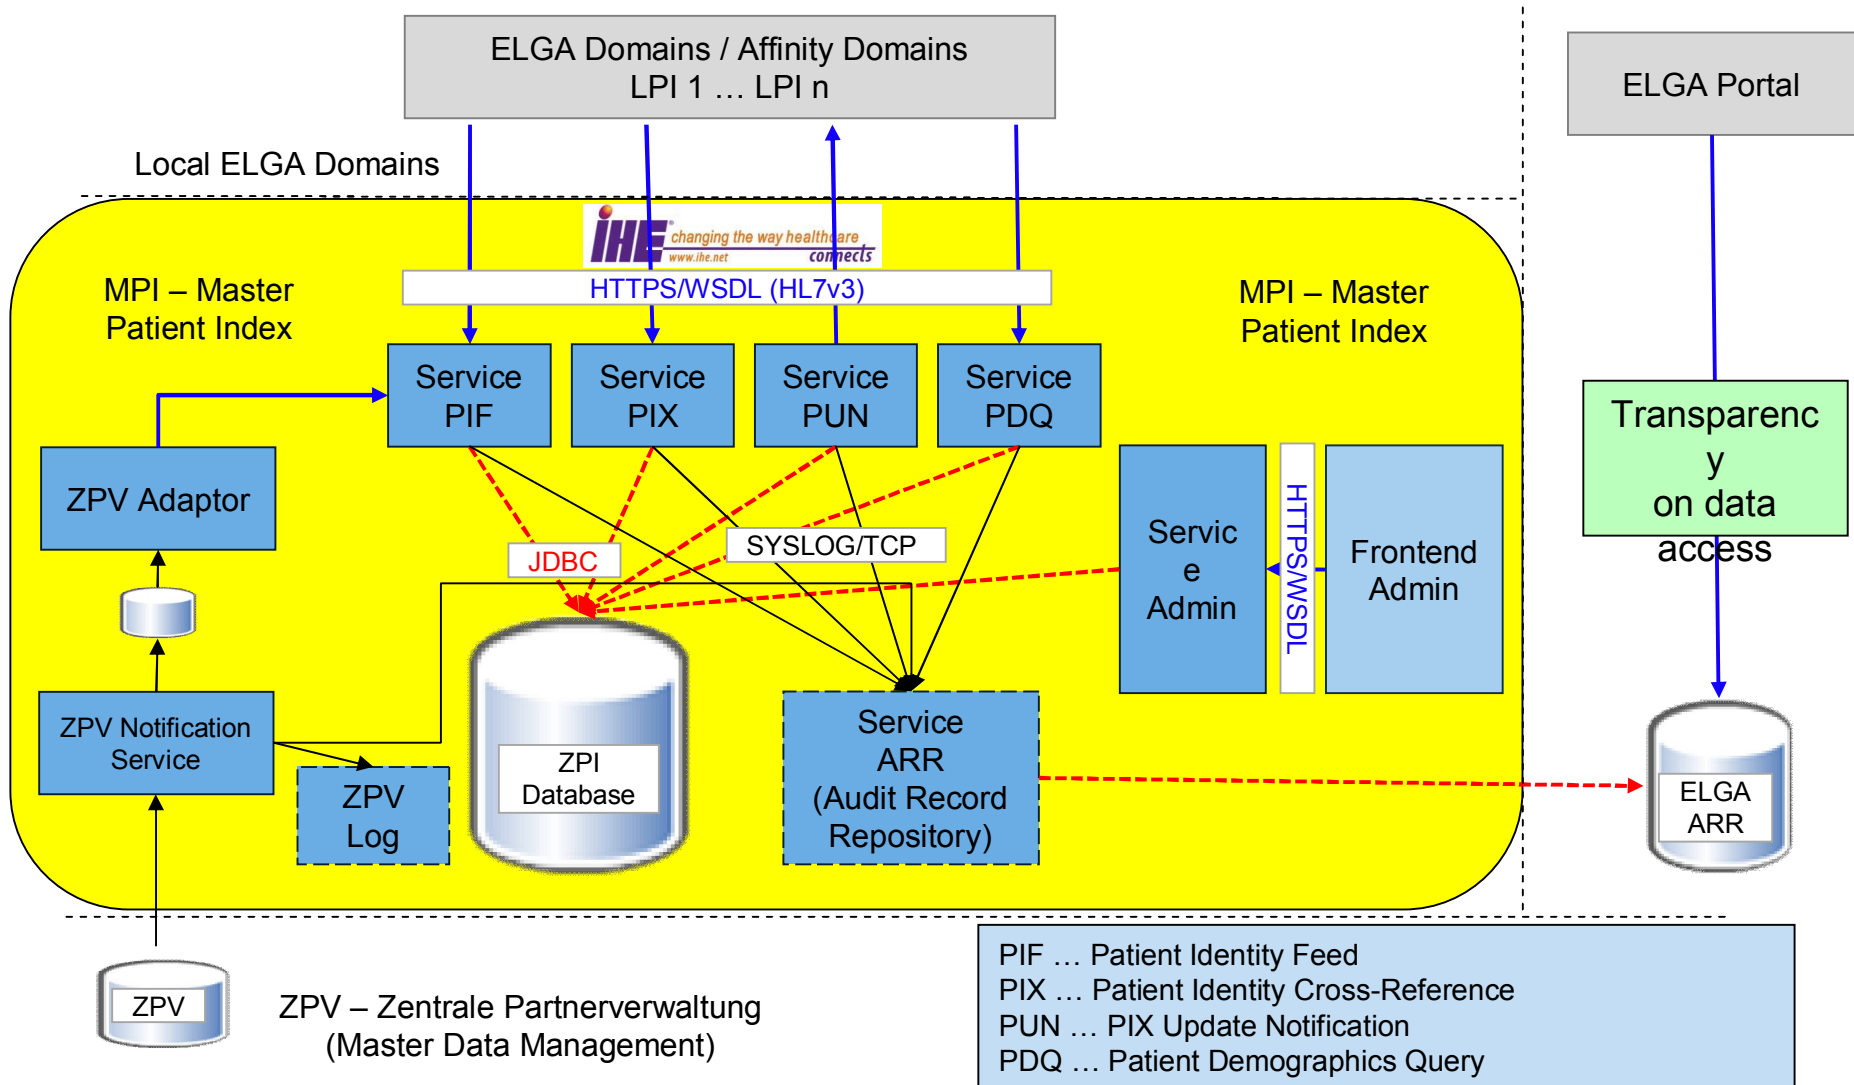 ELGA Domains / Affinity Domains
LPI 1 … LPI n
ELGA Portal
Local ELGA Domains
IHE
changing the way healthcare
www.ihe.net
connects
HTTPS/WSDL (HL7v3)
MPI – Master
Patient Index
MPI – Master
Patient Index
Service
PIF
Service
PIX
Service
PUN
Service
PDQ
Transparenc
y
on data
access
ZPV Adaptor
JDBC
SYSLOG/TCP
Servic
e
Admin
HTTPS/WSDL
Frontend
Admin
ZPV Notification
Service
ZPV
Log
ZPI
Database
Service
ARR
(Audit Record
Repository)
ELGA
ARR
ZPV
ZPV – Zentrale Partnerverwaltung
(Master Data Management)
PIF … Patient Identity Feed
PIX … Patient Identity Cross-Reference
PUN … PIX Update Notification
PDQ … Patient Demographics Query